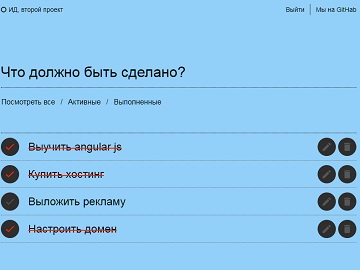 ИД, второй проект
Выйти
Мы на GitHab
Что должно быть сделано?
Посмотреть все / Активные / Выполненные
Выучить angular js
Купить хостинг
Выложить рекламу
Настроить домен